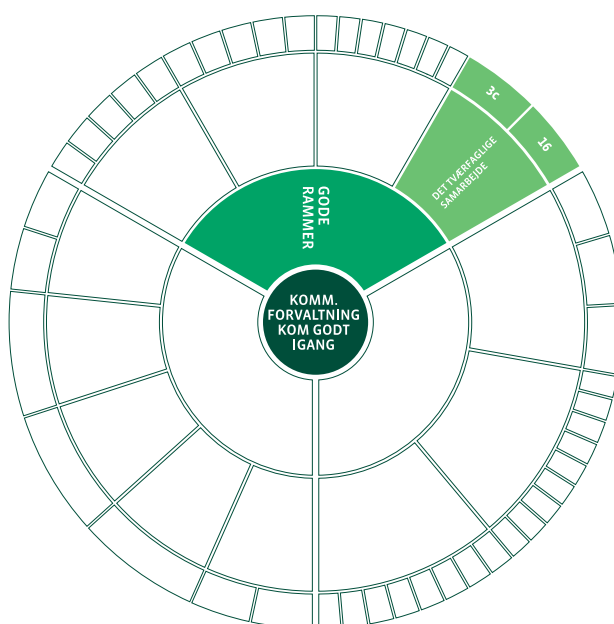 3c
16
DET TVÆRFAGLIGE
SAMARBEJDE
GODE
RAMMER
KOMM.
FORVALTNING
KOM GODT
IGANG